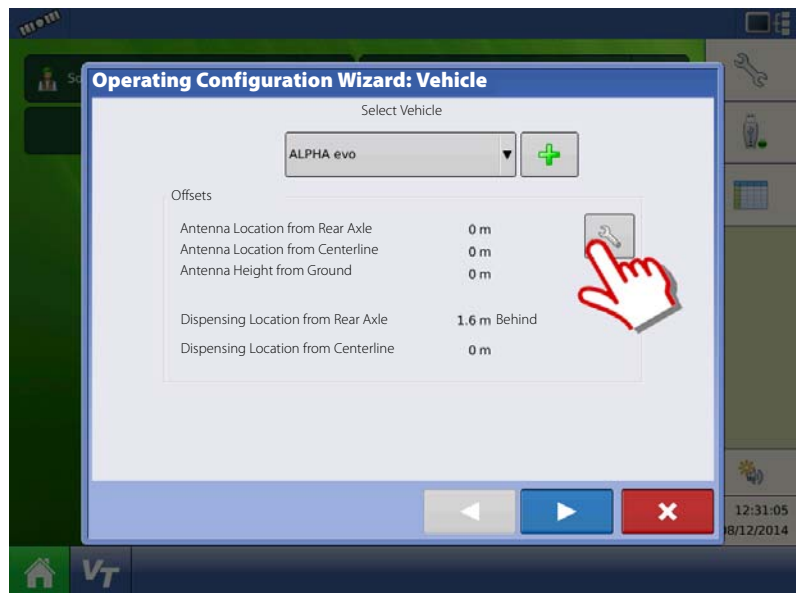 Sc
Operating Configuration Wizard: Vehicle
Select Vehicle
ALPHA evo
Offsets
Antenna Location from Rear Axle 0 m
Antenna Location from Centerline 0 m
Antenna Height from Ground 0 m
Dispensing Location from Rear Axle 1.6 m Behind
Dispensing Location from Centerline 0 m
12:31:05
8/12/2014
VT